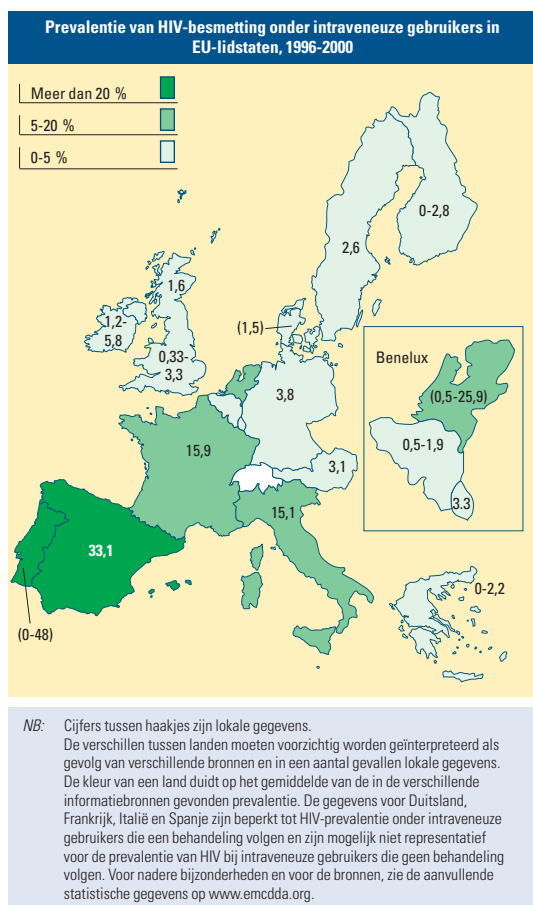 Prevalentie van HIV-besmetting onder intraveneuze gebruikers in
EU-lidstaten, 1996-2000
Meer dan 20 %
5-20 %
0-5 %
0-2,8
2,6
1,6
(1,5)
1,2-
5,8
0,33-
3,3
Benelux
3,8
(0,5-25,9)
15,9
0,5-1,9
3,1
3.3
15,1
33,1
0-2,2
(0-48)
NB: Cijfers tussen haakjes zijn lokale gegevens.
De verschillen tussen landen moeten voorzichtig worden geïnterpreteerd als
gevolg van verschillende bronnen en in een aantal gevallen lokale gegevens.
De kleur van een land duidt op het gemiddelde van de in de verschillende
informatiebronnen gevonden prevalentie. De gegevens voor Duitsland,
Frankrijk, Italië en Spanje zijn beperkt tot HIV-prevalentie onder intraveneuze
gebruikers die een behandeling volgen en zijn mogelijk niet representatief
voor de prevalentie van HIV bij intraveneuze gebruikers die geen behandeling
volgen. Voor nadere bijzonderheden en voor de bronnen, zie de aanvullende
statistische gegevens op www.emcdda.org.